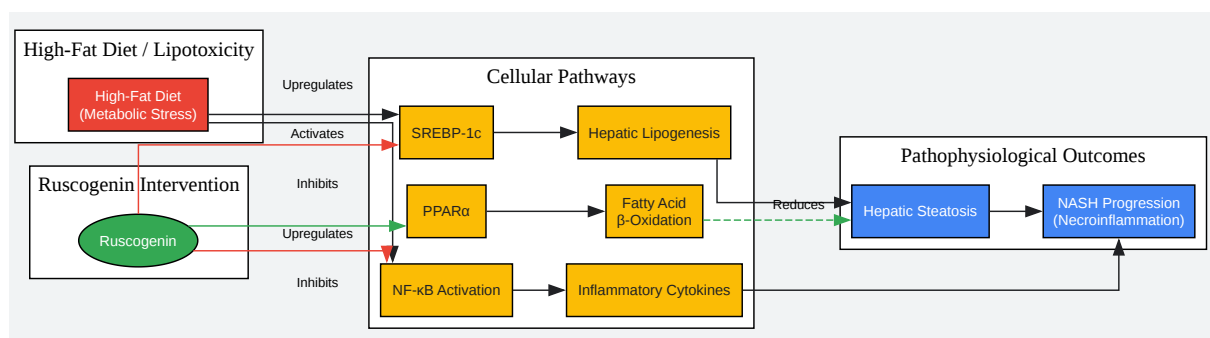 High-Fat Diet / Lipotoxicity
High-Fat Diet
(Metabolic Stress)
Ruscogenin Intervention
Ruscogenin
Upregulates
Activates
Inhibits
Upregulates
Inhibits
Cellular Pathways
SREBP-1c
Hepatic Lipogenesis
PPARα
Fatty Acid
β-Oxidation
NF-κB Activation
Inflammatory Cytokines
Reduces
Pathophysiological Outcomes
Hepatic Steatosis
NASH Progression
(Necroinflammation)